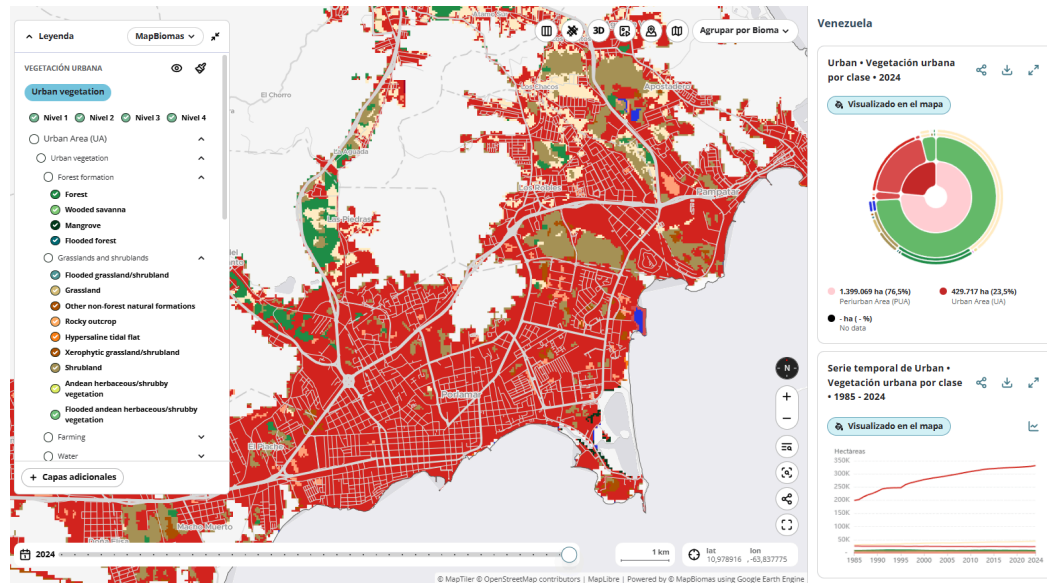 Leyenda
MapBiomas
VEGETACIÓN URBANA
Urban vegetation
Nivel 1
Nivel 2
Nivel 3
Nivel 4
Urban Area (UA)
Urban vegetation
Forest formation
Forest
Wooded savanna
Mangrove
Flooded forest
Grasslands and shrublands
Flooded grassland/shrubland
Grassland
Other non-forest natural formations
Rocky outcrop
Hypersaline tidal flat
Xerophytic grassland/shrubland
Shrubland
Andean herbaceous/shrubby
vegetation
Flooded andean herbaceous/shrubby
vegetation
Farming
Water
+ Capas adicionales
3D
Agrupar por Bioma
El Chorro
La Aguada
Los Chacos
Apostadero
Los Robles
Pampatar
Las Piedras
Porlamar
El Piache
Macho Muerto
N
+
−
2024
1 km
lat
10,978916
lon
-63,837775
© MapTiler © OpenStreetMap contributors | MapLibre | Powered by © MapBiomas using Google Earth Engine
Venezuela
Urban • Vegetación urbana
por clase • 2024
Visualizado en el mapa
1.399.069 ha (76,5%)
Periurban Area (PUA)
429.717 ha (23,5%)
Urban Area (UA)
- ha ( - %)
No data
Serie temporal de Urban •
Vegetación urbana por clase
• 1985 - 2024
Visualizado en el mapa
Hectáreas
350K
300K
250K
200K
150K
100K
50K
-
1985 1990 1995 2000 2005 2010 2015 2020 2024